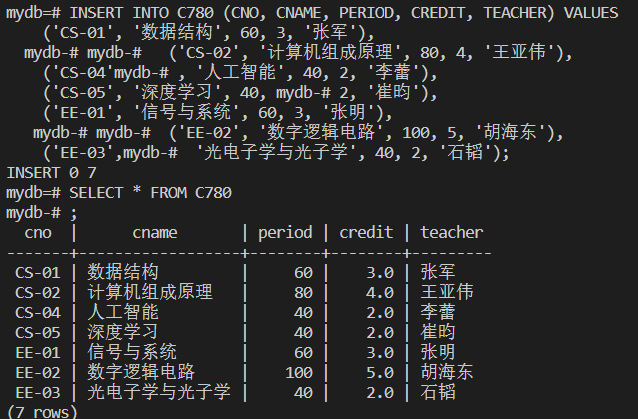 mydb=# INSERT INTO C780 (CNO, CNAME, PERIOD, CREDIT, TEACHER) VALUES
    ('CS-01', '数据结构', 60, 3, '张军'),
  mydb-# mydb-#   ('CS-02', '计算机组成原理', 80, 4, '王亚伟'),
    ('CS-04'mydb-# , '人工智能', 40, 2, '李蕾'),
    ('CS-05', '深度学习', 40, mydb-# 2, '崔昀'),
    ('EE-01', '信号与系统', 60, 3, '张明'),
   mydb-# mydb-#  ('EE-02', '数字逻辑电路', 100, 5, '胡海东'),
    ('EE-03',mydb-#  '光电子学与光子学', 40, 2, '石韬');
INSERT 0 7
mydb=# SELECT * FROM C780
mydb-# ;
  cno  |      cname       | period | credit | teacher
-------+------------------+--------+--------+---------
 CS-01 | 数据结构         |     60 |    3.0 | 张军
 CS-02 | 计算机组成原理   |     80 |    4.0 | 王亚伟
 CS-04 | 人工智能         |     40 |    2.0 | 李蕾
 CS-05 | 深度学习         |     40 |    2.0 | 崔昀
 EE-01 | 信号与系统       |     60 |    3.0 | 张明
 EE-02 | 数字逻辑电路     |    100 |    5.0 | 胡海东
 EE-03 | 光电子学与光子学 |     40 |    2.0 | 石韬
(7 rows)